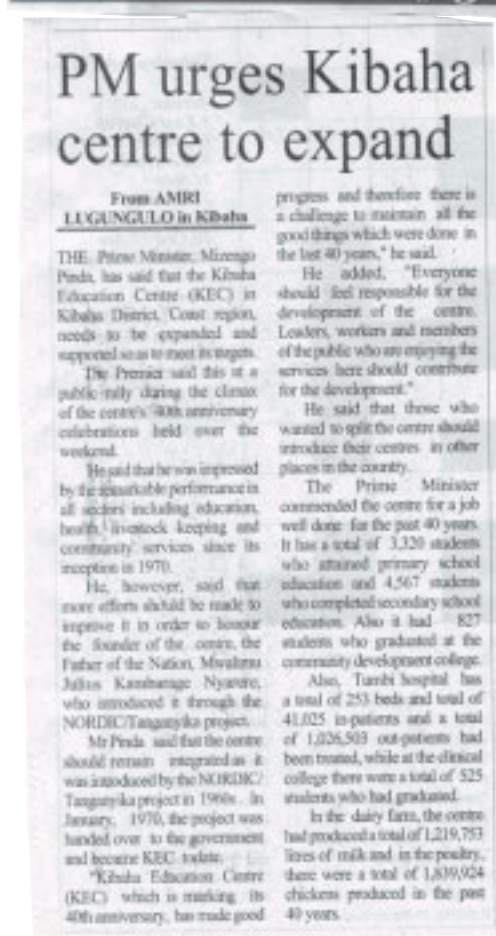 PM urges Kibaha
centre to expand
From AMRI
LUGUNGULO in Kibaha
THE Prime Minister, Mizengo
Pinda, has said that the Kibaha
Education Centre (KEC) in
Kibaha District, Coast region,
needs to be expanded and
supported so as to meet its targets.
The Premier said this at a
public rally during the climax
of the centre's 40th anniversary
celebrations held over the
weekend.
He said that he was impressed
by the remarkable performance in
all sectors including education,
health, livestock keeping and
community services since its
inception in 1970.
He, however, said that
more efforts should be made to
improve it in order to honour
the founder of the centre, the
Father of the Nation, Mwalimu
Julius Kambarage Nyerere,
who introduced it through the
NORDIC/Tanganyika project.
Mr Pinda said that the centre
should remain integrated as it
was introduced by the NORDIC/
Tanganyika project in 1960s. In
January, 1970, the project was
handed over to the government
and became KEC todate.
"Kibaha Education Centre
(KEC) which is marking its
40th anniversary, has made good
progress and therefore there is
a challenge to maintain all the
good things which were done in
the last 40 years," he said.
He added, "Everyone
should feel responsible for the
development of the centre.
Leaders, workers and members
of the public who are enjoying the
services here should contribute
for the development."
He said that those who
wanted to split the centre should
introduce their centres in other
places in the country.
The Prime Minister
commended the centre for a job
well done for the past 40 years.
It has a total of 3,320 students
who attained primary school
education and 4,567 students
who completed secondary school
education. Also it had 827
students who graduated at the
community development college.
Also, Tumbi hospital has
a total of 253 beds and total of
41,025 in-patients and a total
of 1,026,503 out-patients had
been treated, while at the clinical
college there were a total of 525
students who had graduated.
In the dairy farm, the centre
had produced a total of 1,219,753
litres of milk and in the poultry,
there were a total of 1,839,924
chickens produced in the past
40 years.